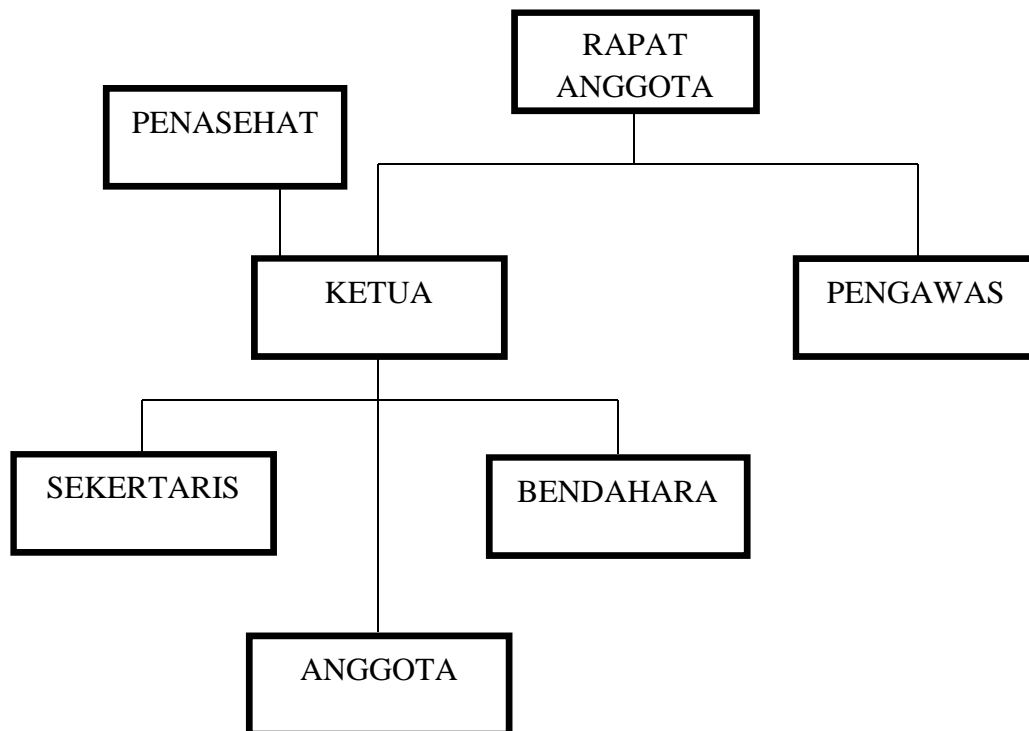 RAPAT
ANGGOTA
PENASEHAT
KETUA
PENGAWAS
SEKERTARIS
BENDAHARA
ANGGOTA